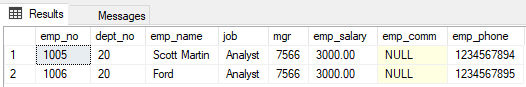 Results Messages
emp_no dept_no emp_name job mgr emp_salary emp_comm emp_phone
1 1005 20 Scott Martin Analyst 7566 3000.00 NULL 1234567894
2 1006 20 Ford Analyst 7566 3000.00 NULL 1234567895